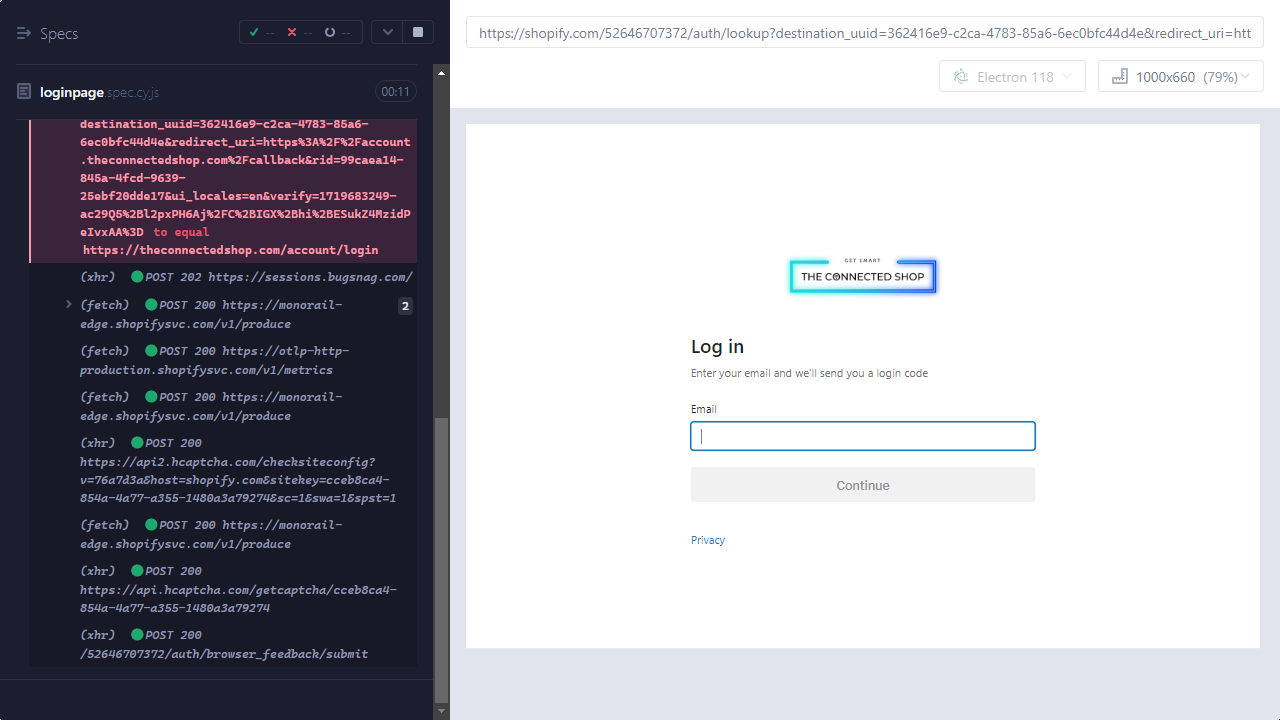 Specs
--
--
--
loginpage.spec.cy.js
00:11
destination_uuid=362416e9-c2ca-4783-85a6-
6ec0bfc44d4e&redirect_uri=https%3A%2F%2Faccount
.theconnectedshop.com%2Fcallback&rid=99caea14-
845a-4fcd-9639-
25ebf20dde17&ui_locales=en&verify=1719683249-
ac29Q5%2Bl2pxPH6Aj%2FC%2BIGX%2Bhi%2BESukZ4MzidP
eIvxAA%3D to equal
https://theconnectedshop.com/account/login
(xhr) POST 202 https://sessions.bugsnag.com/
(fetch) POST 200 https://monorail- 2
edge.shopifysvc.com/v1/produce
(fetch) POST 200 https://otlp-http-
production.shopifysvc.com/v1/metrics
(fetch) POST 200 https://monorail-
edge.shopifysvc.com/v1/produce
(xhr) POST 200
https://api2.hcaptcha.com/checksiteconfig?
v=76a7d3a&host=shopify.com&sitekey=cceb8ca4-
854a-4a77-a355-1480a3a79274&sc=1&swa=1&spst=1
(fetch) POST 200 https://monorail-
edge.shopifysvc.com/v1/produce
(xhr) POST 200
https://api.hcaptcha.com/getcaptcha/cceb8ca4-
854a-4a77-a355-1480a3a79274
(xhr) POST 200
/52646707372/auth/browser_feedback/submit
https://shopify.com/52646707372/auth/lookup?destination_uuid=362416e9-c2ca-4783-85a6-6ec0bfc44d4e&redirect_uri=htt
Electron 118
1000x660 (79%)
GET SMART
THE CONNECTED SHOP
Log in
Enter your email and we'll send you a login code
Email
Continue
Privacy